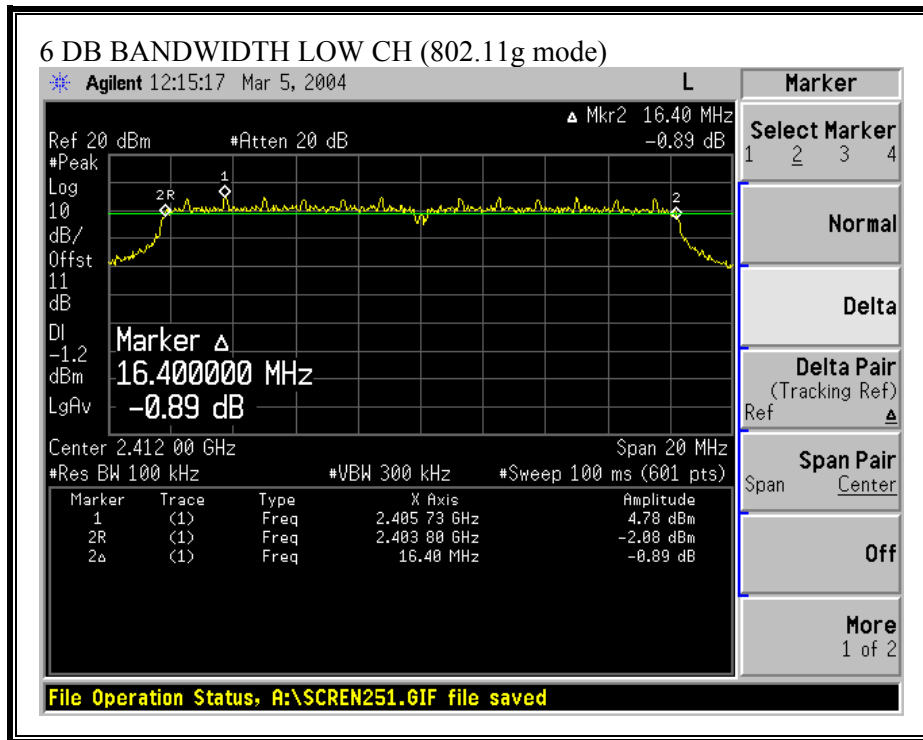 6 DB BANDWIDTH LOW CH (802.11g mode)
Agilent 12:15:17 Mar 5, 2004 L
Marker
Δ Mkr2 16.40 MHz
Ref 20 dBm #Atten 20 dB -0.89 dB
#Peak
Log
10
dB/
Offst
11
dB
DI
-1.2
dBm
LgAv
1
2R
2
Marker Δ
16.400000 MHz
-0.89 dB
Center 2.412 00 GHz Span 20 MHz
#Res BW 100 kHz #VBW 300 kHz #Sweep 100 ms (601 pts)
Marker Trace Type X Axis Amplitude
1 (1) Freq 2.405 73 GHz 4.78 dBm
2R (1) Freq 2.403 80 GHz -2.08 dBm
2Δ (1) Freq 16.40 MHz -0.89 dB
Select Marker
1 2 3 4
Normal
Delta
Delta Pair
(Tracking Ref)
Ref Δ
Span Pair
Span Center
Off
More
1 of 2
File Operation Status, A:\SCREN251.GIF file saved